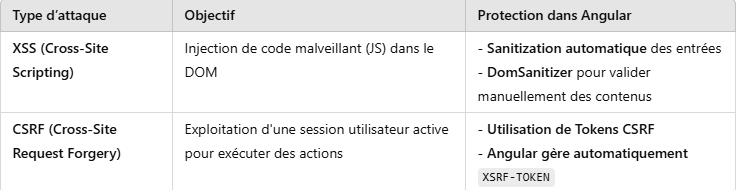 Type d’attaque Objectif Protection dans Angular
XSS (Cross-Site Injection de code malveillant (JS) dans le - Sanitization automatique des entrées
Scripting) DOM - DomSanitizer pour valider
manuellement des contenus
CSRF (Cross-Site Exploitation d'une session utilisateur active - Utilisation de Tokens CSRF
Request Forgery) pour exécuter des actions - Angular gère automatiquement
XSRF-TOKEN